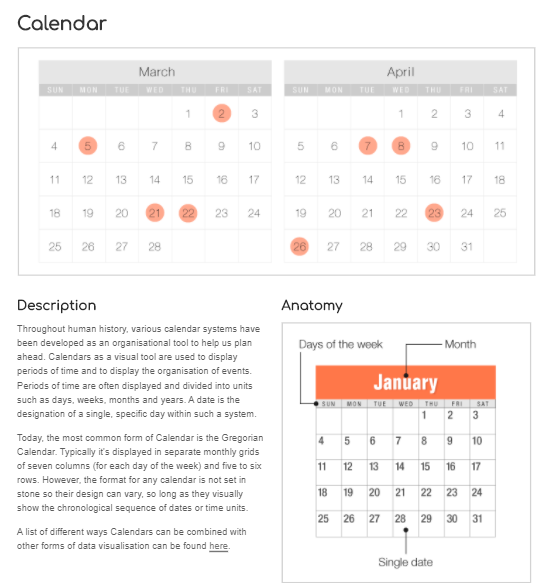 Calendar
March
SUN MON TUE WED THU FRI SAT
1 2 3
4 5 6 7 8 9 10
11 12 13 14 15 16 17
18 19 20 21 22 23 24
25 26 27 28
April
SUN MON TUE WED THU FRI SAT
1 2 3 4
5 6 7 8 9 10 11
12 13 14 15 16 17 18
19 20 21 22 23 24 25
26 27 28 29 30 31
Description
Throughout human history, various calendar systems have
been developed as an organisational tool to help us plan
ahead. Calendars as a visual tool are used to display
periods of time and to display the organisation of events.
Periods of time are often displayed and divided into units
such as days, weeks, months and years. A date is the
designation of a single, specific day within such a system.
Today, the most common form of Calendar is the Gregorian
Calendar. Typically it's displayed in separate monthly grids
of seven columns (for each day of the week) and five to six
rows. However, the format for any calendar is not set in
stone so their design can vary, so long as they visually
show the chronological sequence of dates or time units.
A list of different ways Calendars can be combined with
other forms of data visualisation can be found here.
Anatomy
Days of the week
Month
January
SUN MON TUE WED THU FRI SAT
1 2 3
4 5 6 7 8 9 10
11 12 13 14 15 16 17
18 19 20 21 22 23 24
25 26 27 28 29 30 31
Single date